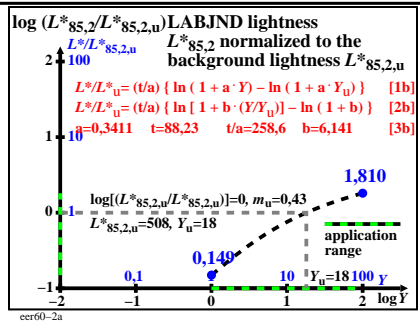 log (L*85,2/L*85,2,u)LABJND lightness
L*/L*85,2,u
L*85,2 normalized to the
background lightness L*85,2,u
2
100
L*/L*u=(t/a) { ln ( 1 + a·Y) − ln ( 1 + a·Yu) } [1b]
L*/L*u=(t/a) { ln [ 1 + b·(Y/Yu)] − ln (1 + b) } [2b]
a=0,3411 t=88,23 t/a=258,6 b=6,141 [3b]
1
10
1,810
log[(L*85,2,u/L*85,2,u)]=0, mu=0,43
0
1
L*85,2,u=508, Yu=18
application
range
0,149
0,1
1
10
Yu=18
100
Y
−1
−2
−1
0
1
2
log Y
eer60-2a